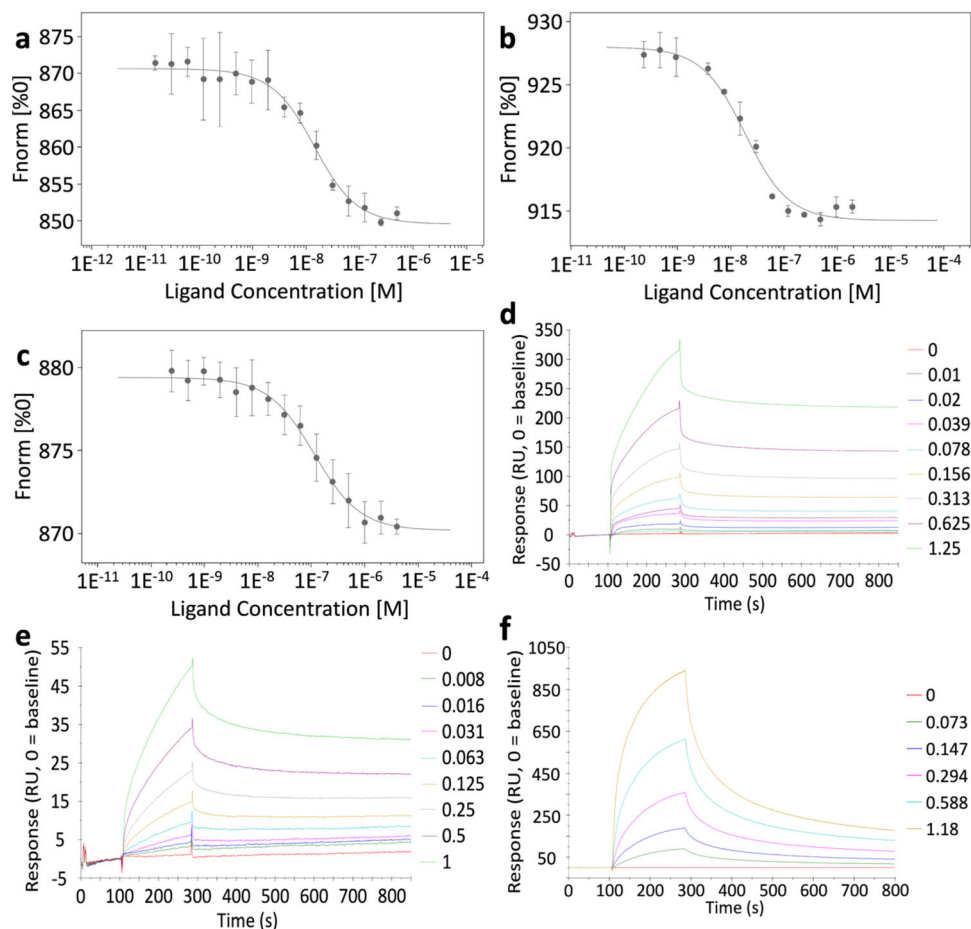 a
875
870
865
860
855
850
Fnorm [%0]
1E-12 1E-11 1E-10 1E-9 1E-8 1E-7 1E-6 1E-5
Ligand Concentration [M]
b
930
925
920
915
Fnorm [%0]
1E-11 1E-10 1E-9 1E-8 1E-7 1E-6 1E-5 1E-4
Ligand Concentration [M]
c
880
875
870
Fnorm [%0]
1E-11 1E-10 1E-9 1E-8 1E-7 1E-6 1E-5 1E-4
Ligand Concentration [M]
d
350
300
250
200
150
100
50
0
-50
Response (RU, 0 = baseline)
0 100 200 300 400 500 600 700 800
Time (s)
0
0.01
0.02
0.039
0.078
0.156
0.313
0.625
1.25
e
55
45
35
25
15
5
-5
Response (RU, 0 = baseline)
0 100 200 300 400 500 600 700 800
Time (s)
0
0.008
0.016
0.031
0.063
0.125
0.25
0.5
1
f
1050
850
650
450
250
50
Response (RU, 0 = baseline)
0 100 200 300 400 500 600 700 800
Time (s)
0
0.073
0.147
0.294
0.588
1.18